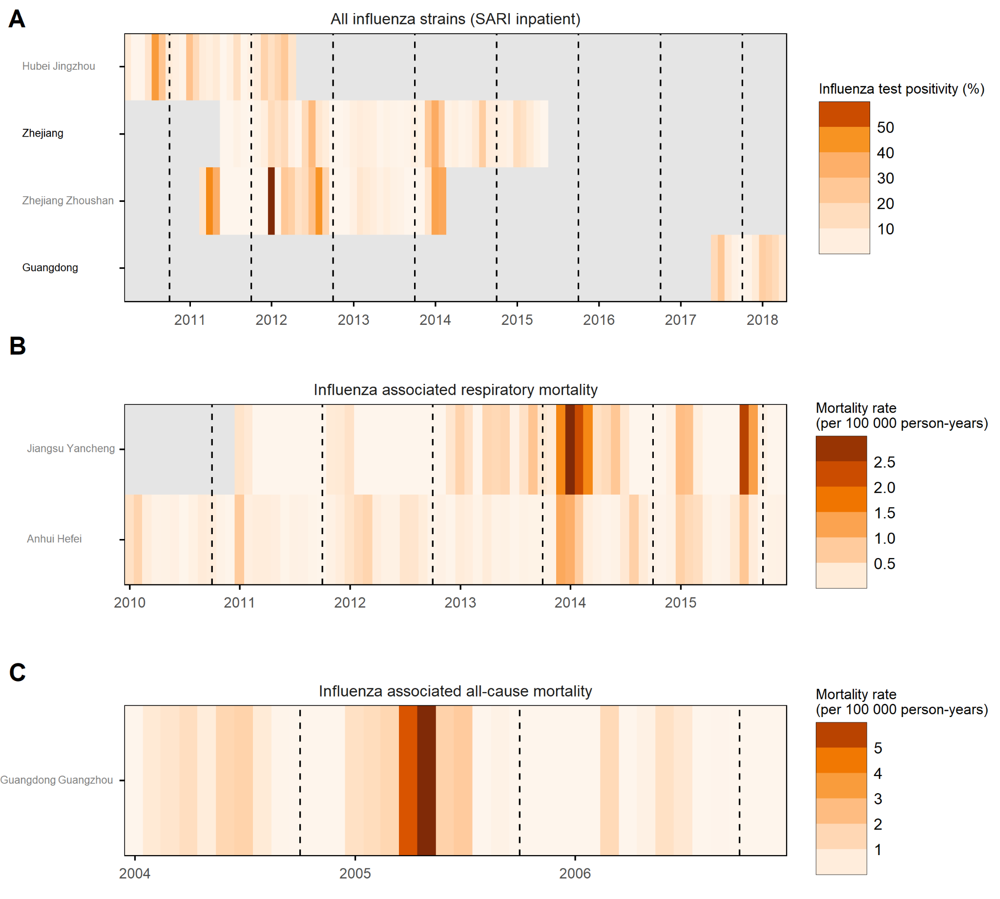 A
All influenza strains (SARI inpatient)
Hubei Jingzhou
Zhejiang
Zhejiang Zhoushan
Guangdong
2011 2012 2013 2014 2015 2016 2017 2018
Influenza test positivity (%)
50
40
30
20
10
B
Influenza associated respiratory mortality
Jiangsu Yancheng
Anhui Hefei
2010 2011 2012 2013 2014 2015
Mortality rate
(per 100 000 person-years)
2.5
2.0
1.5
1.0
0.5
C
Influenza associated all-cause mortality
Guangdong Guangzhou
2004 2005 2006
Mortality rate
(per 100 000 person-years)
5
4
3
2
1